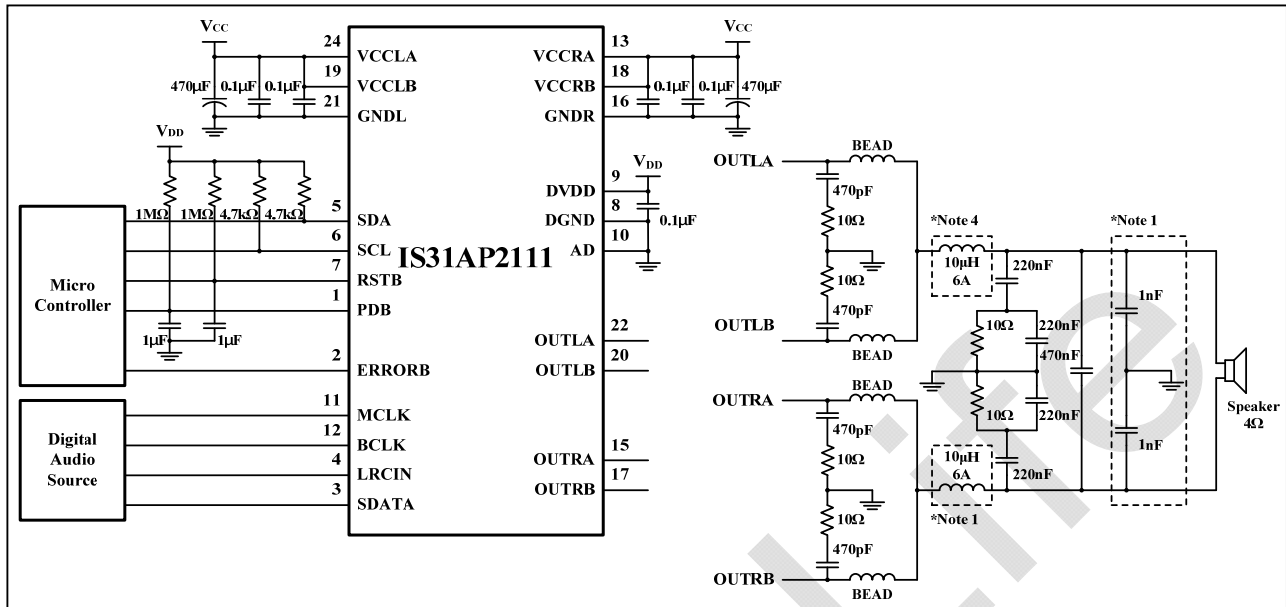 VCC
24
VCCLA
19
VCCLB
21
GNDL
470μF
0.1μF
0.1μF
VDD
1MΩ
1MΩ
4.7kΩ
4.7kΩ
Micro
Controller
5
SDA
6
SCL
7
RSTB
1
PDB
1μF
1μF
2
ERRORB
Digital
Audio
Source
11
MCLK
12
BCLK
4
LRCIN
3
SDATA
IS31AP2111
VCC
13
VCCRA
18
VCCRB
16
GNDR
0.1μF
0.1μF
470μF
VDD
9
DVDD
8
DGND
10
AD
0.1μF
22
OUTLA
20
OUTLB
15
OUTRA
17
OUTRB
OUTLA
BEAD
470pF
10Ω
10Ω
470pF
OUTLB
BEAD
OUTRA
BEAD
470pF
10Ω
10Ω
470pF
OUTRB
BEAD
*Note 4
10μH
6A
220nF
10Ω
220nF
470nF
10Ω
220nF
10μH
6A
220nF
*Note 1
*Note 1
1nF
1nF
Speaker
4Ω
Life